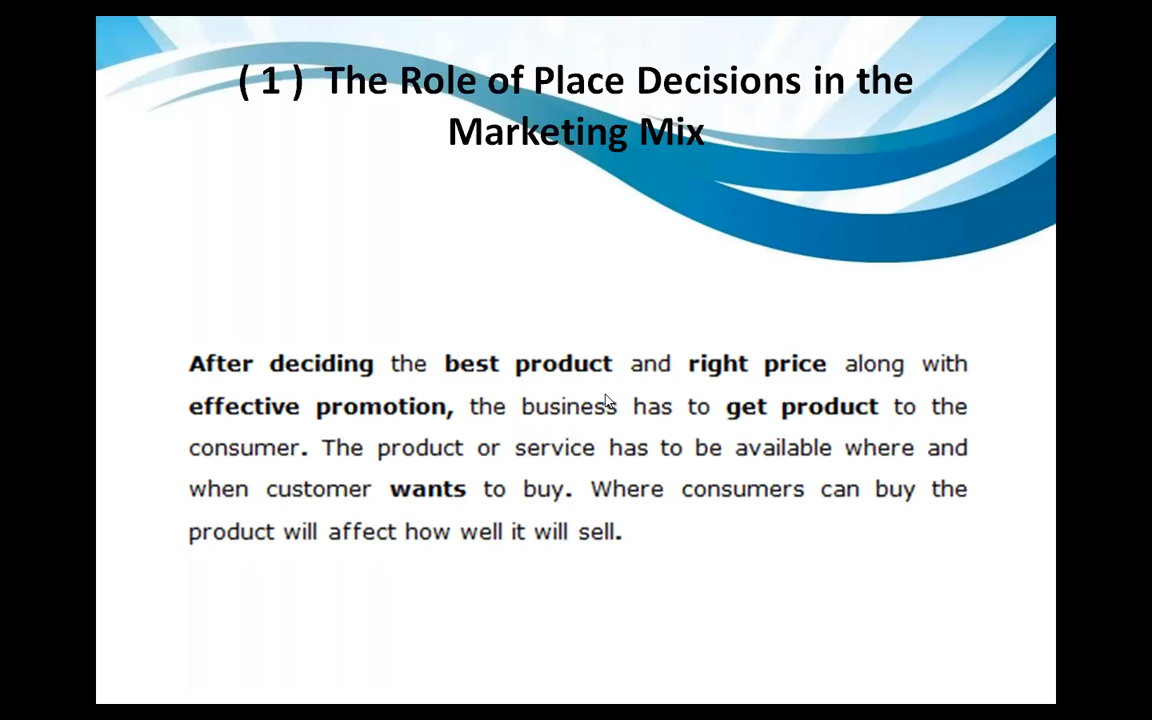 ( 1 ) The Role of Place Decisions in the
Marketing Mix
After deciding the best product and right price along with
effective promotion, the business has to get product to the
consumer. The product or service has to be available where and
when customer wants to buy. Where consumers can buy the
product will affect how well it will sell.